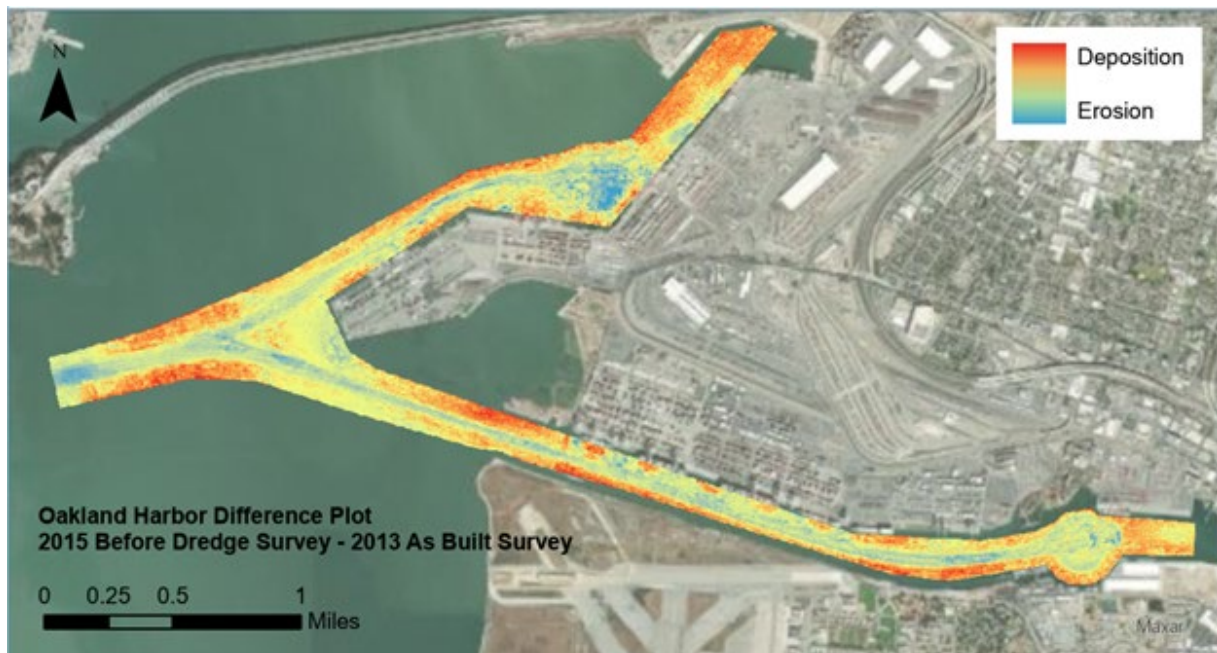 N
Deposition
Erosion
Oakland Harbor Difference Plot
2015 Before Dredge Survey - 2013 As Built Survey
0 0.25 0.5 1
Miles
Maxar